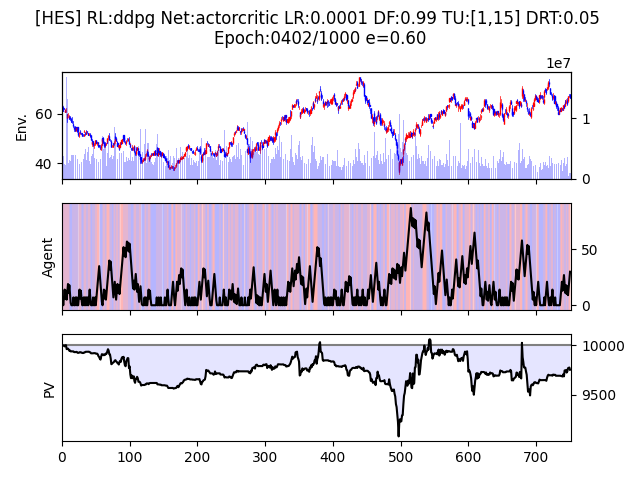 [HES] RL:ddpg Net:actorcritic LR:0.0001 DF:0.99 TU:[1,15] DRT:0.05
Epoch:0402/1000 e=0.60
1e7
Env.
60
40
1
0
Agent
50
0
PV
10000
9500
0 100 200 300 400 500 600 700